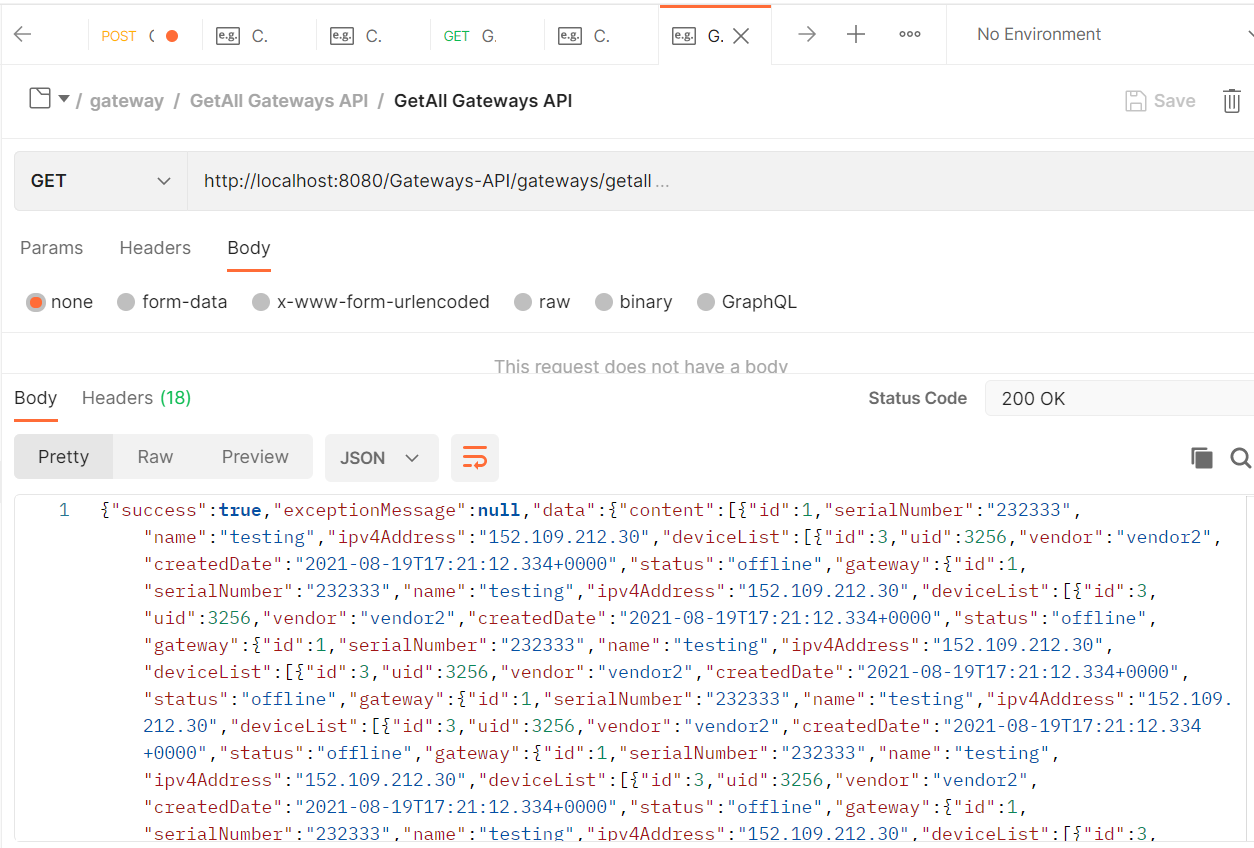 POST
e.g. C.
e.g. C.
GET G.
e.g. C.
e.g. G.
No Environment
/ gateway / GetAll Gateways API / GetAll Gateways API
Save
GET
http://localhost:8080/Gateways-API/gateways/getall ...
Params Headers Body
none form-data x-www-form-urlencoded raw binary GraphQL
This request does not have a body
Body Headers (18)
Status Code 200 OK
Pretty Raw Preview JSON
1 {"success":true,"exceptionMessage":null,"data":{"content":[{"id":1,"serialNumber":"232333",
"name":"testing","ipv4Address":"152.109.212.30","deviceList":[{"id":3,"uid":3256,"vendor":"vendor2",
"createdDate":"2021-08-19T17:21:12.334+0000","status":"offline","gateway":{"id":1,
"serialNumber":"232333","name":"testing","ipv4Address":"152.109.212.30","deviceList":[{"id":3,
"uid":3256,"vendor":"vendor2","createdDate":"2021-08-19T17:21:12.334+0000","status":"offline",
"gateway":{"id":1,"serialNumber":"232333","name":"testing","ipv4Address":"152.109.212.30",
"deviceList":[{"id":3,"uid":3256,"vendor":"vendor2","createdDate":"2021-08-19T17:21:12.334+0000",
"status":"offline","gateway":{"id":1,"serialNumber":"232333","name":"testing","ipv4Address":"152.109.
212.30","deviceList":[{"id":3,"uid":3256,"vendor":"vendor2","createdDate":"2021-08-19T17:21:12.334
+0000","status":"offline","gateway":{"id":1,"serialNumber":"232333","name":"testing",
"ipv4Address":"152.109.212.30","deviceList":[{"id":3,"uid":3256,"vendor":"vendor2",
"createdDate":"2021-08-19T17:21:12.334+0000","status":"offline","gateway":{"id":1,
"serialNumber":"232333","name":"testing","ipv4Address":"152.109.212.30","deviceList":[{"id":3,